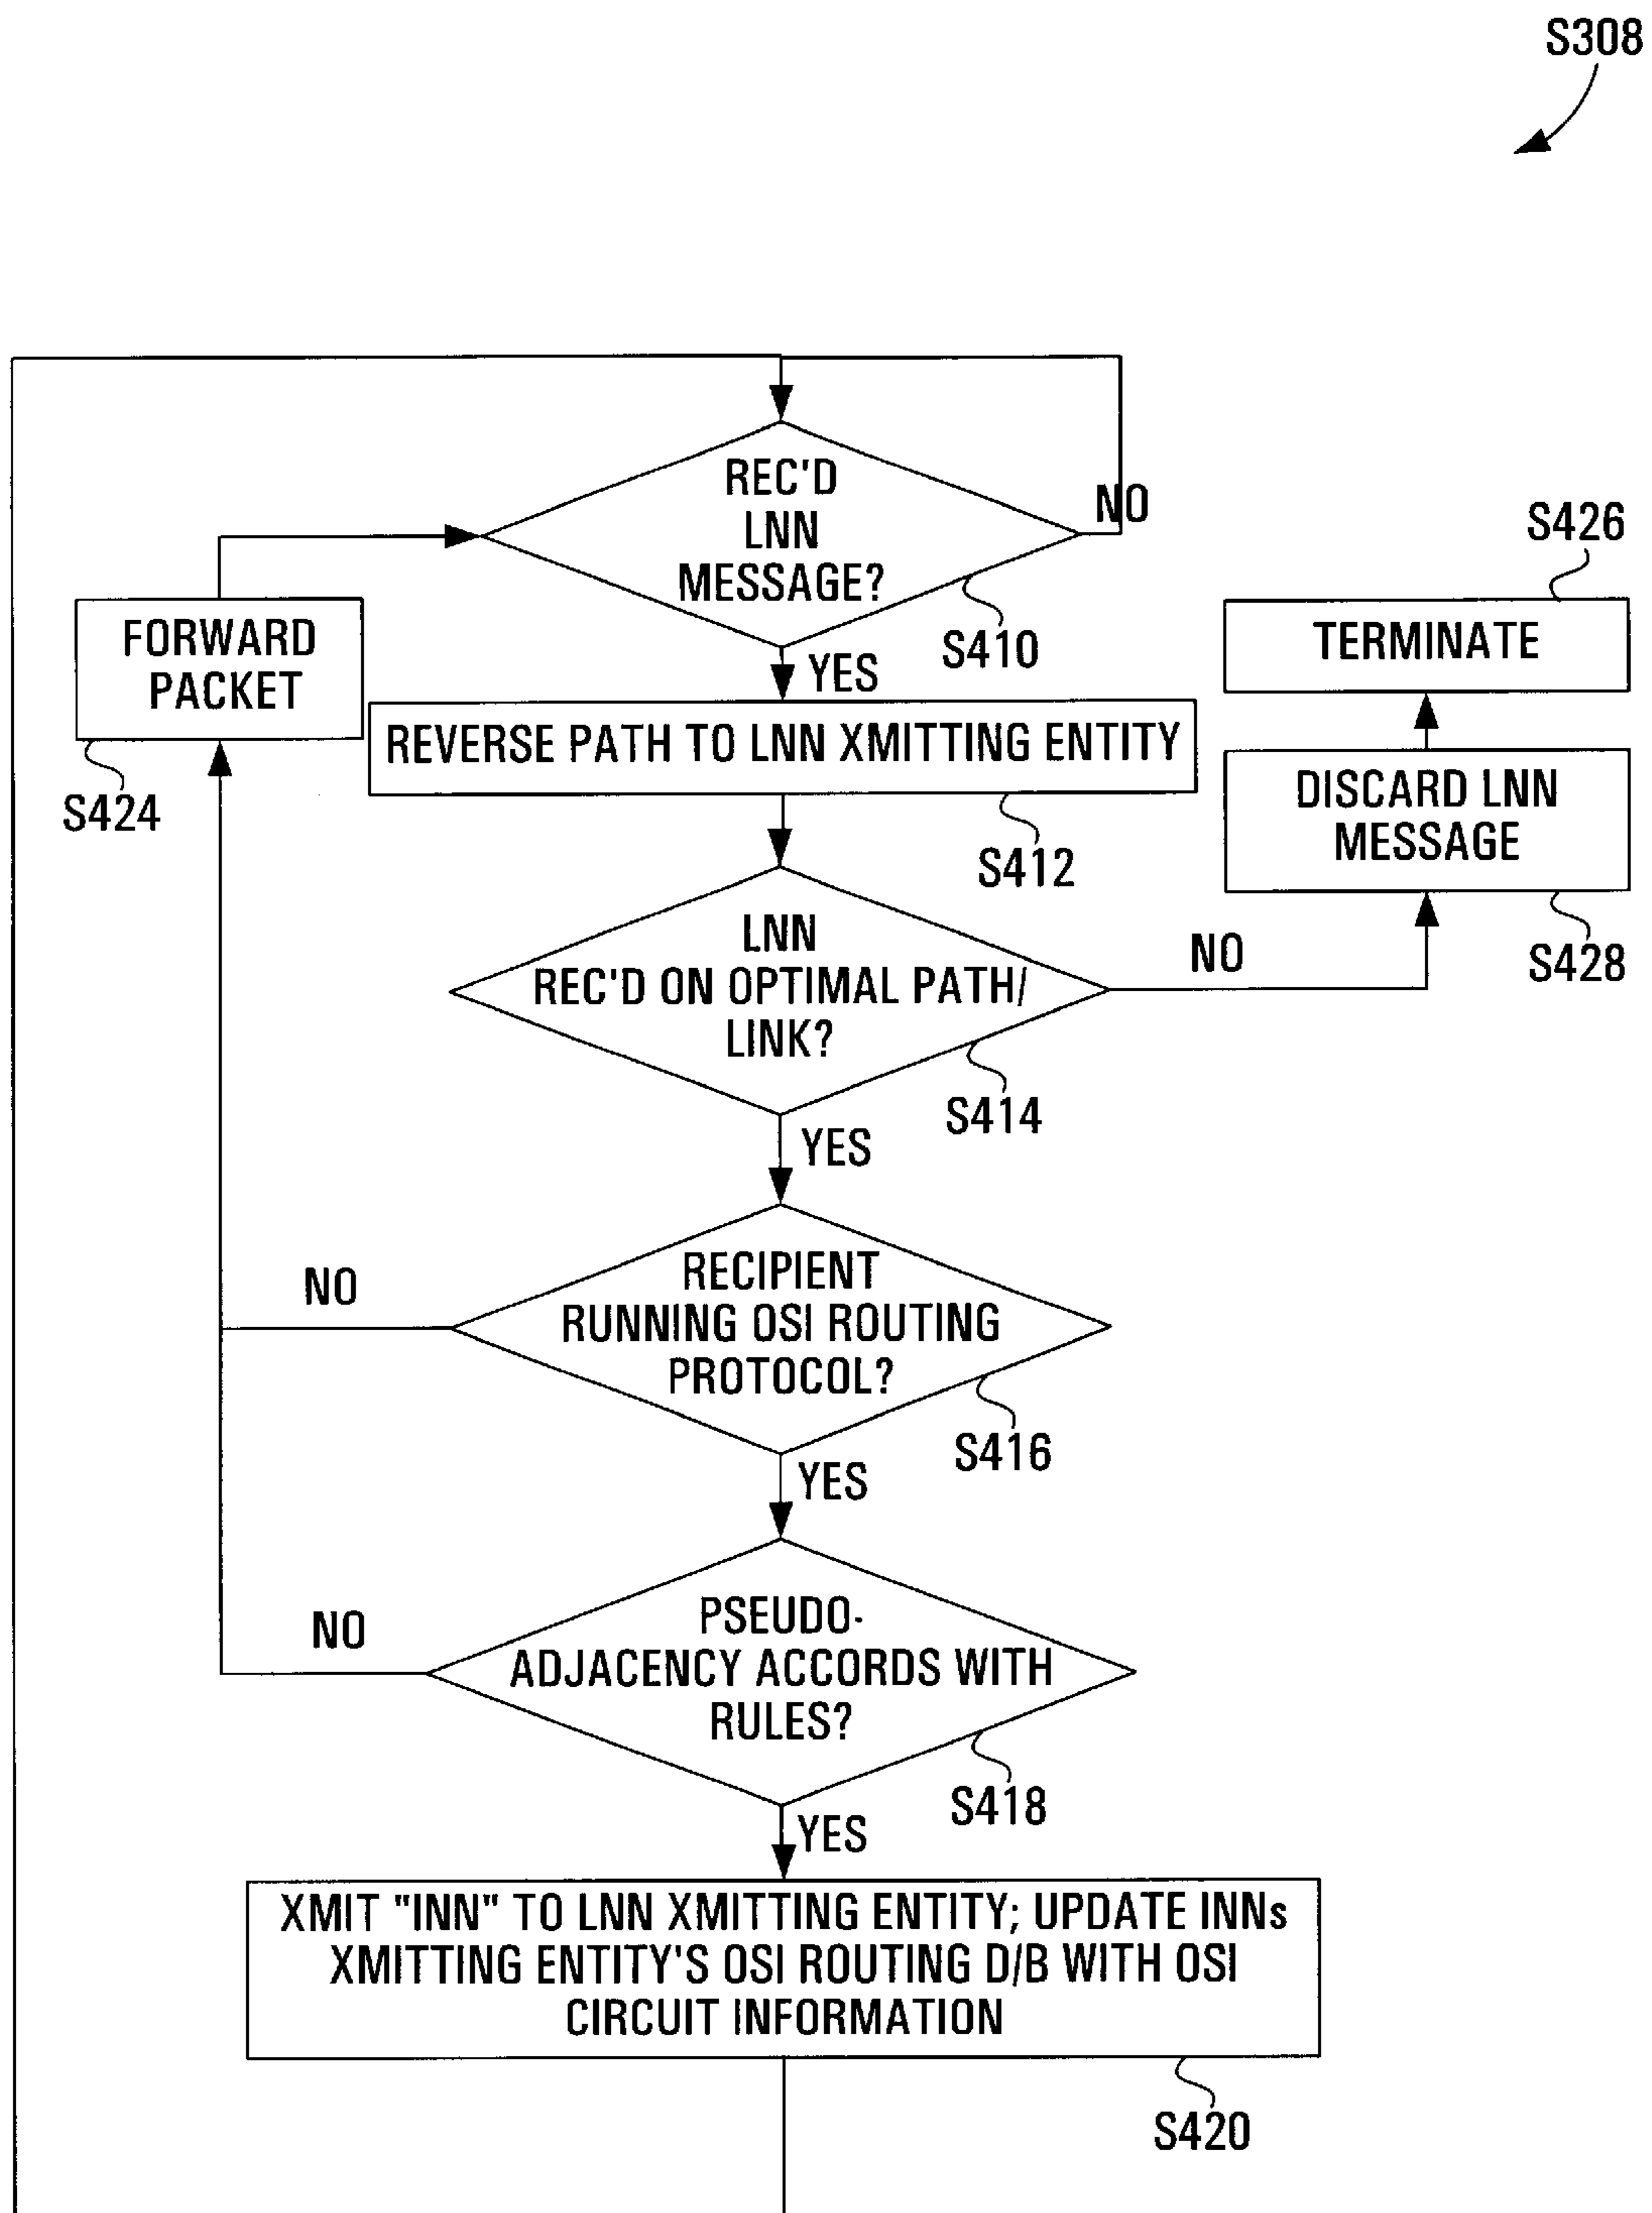 S308
REC'D
LNN
MESSAGE?
NO
S410
YES
FORWARD
PACKET
S424
S426
TERMINATE
REVERSE PATH TO LNN XMITTING ENTITY
S412
DISCARD LNN
MESSAGE
S428
LNN
REC'D ON OPTIMAL PATH/
LINK?
NO
S414
YES
RECIPIENT
RUNNING OSI ROUTING
PROTOCOL?
NO
S416
YES
PSEUDO-
ADJACENCY ACCORDS WITH
RULES?
NO
S418
YES
XMIT "INN" TO LNN XMITTING ENTITY; UPDATE INNs
XMITTING ENTITY'S OSI ROUTING D/B WITH OSI
CIRCUIT INFORMATION
S420